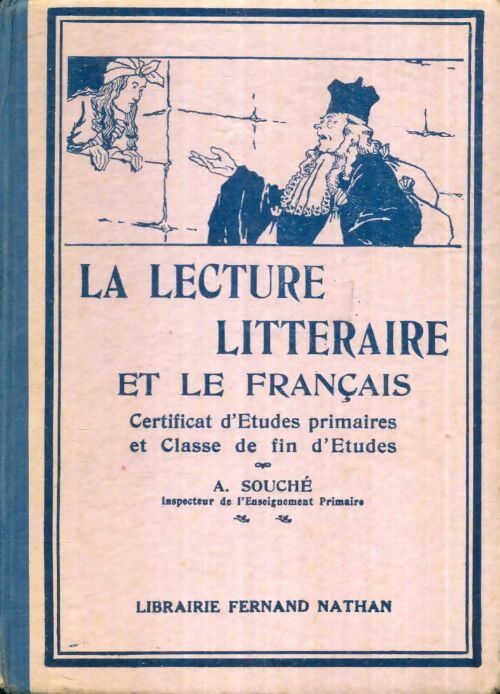 LA LECTURE
LITTERAIRE
ET LE FRANÇAIS
Certificat d'Etudes primaires
et Classe de fin d'Etudes
A. SOUCHÉ
Inspecteur de l'Enseignement Primaire
LIBRAIRIE FERNAND NATHAN